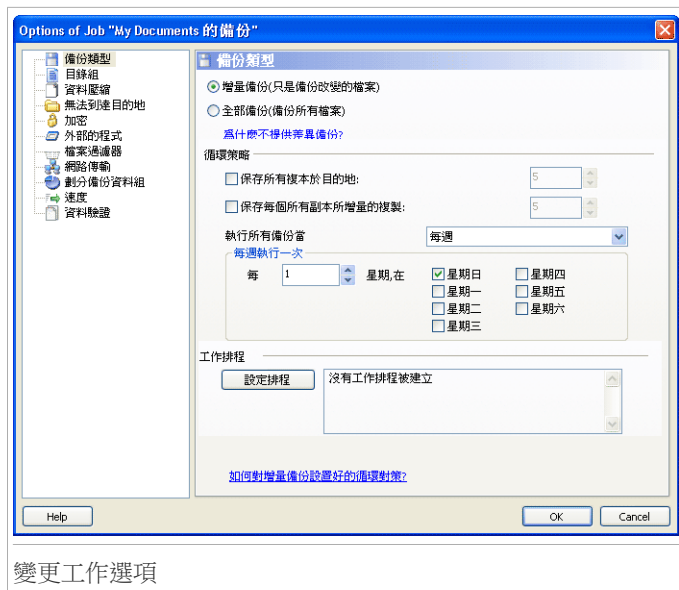 Options of Job "My Documents 的備份"
備份類型
目錄組
資料壓縮
無法到達目的地
加密
外部的程式
檔案過濾器
網路傳輸
劃分備份資料組
速度
資料驗證
備份類型
增量備份(只是備份改變的檔案)
全部備份(備份所有檔案)
爲什麼不提供差異備份?
循環策略
保存所有複本於目的地:
5
保存每個所有副本所增量的複製:
5
執行所有備份當
每週
每週執行一次
每
1
星期,在
星期日
星期四
星期一
星期五
星期二
星期六
星期三
工作排程
設定排程
沒有工作排程被建立
如何對增量備份設置好的循環對策?
Help
OK
Cancel
變更工作選項